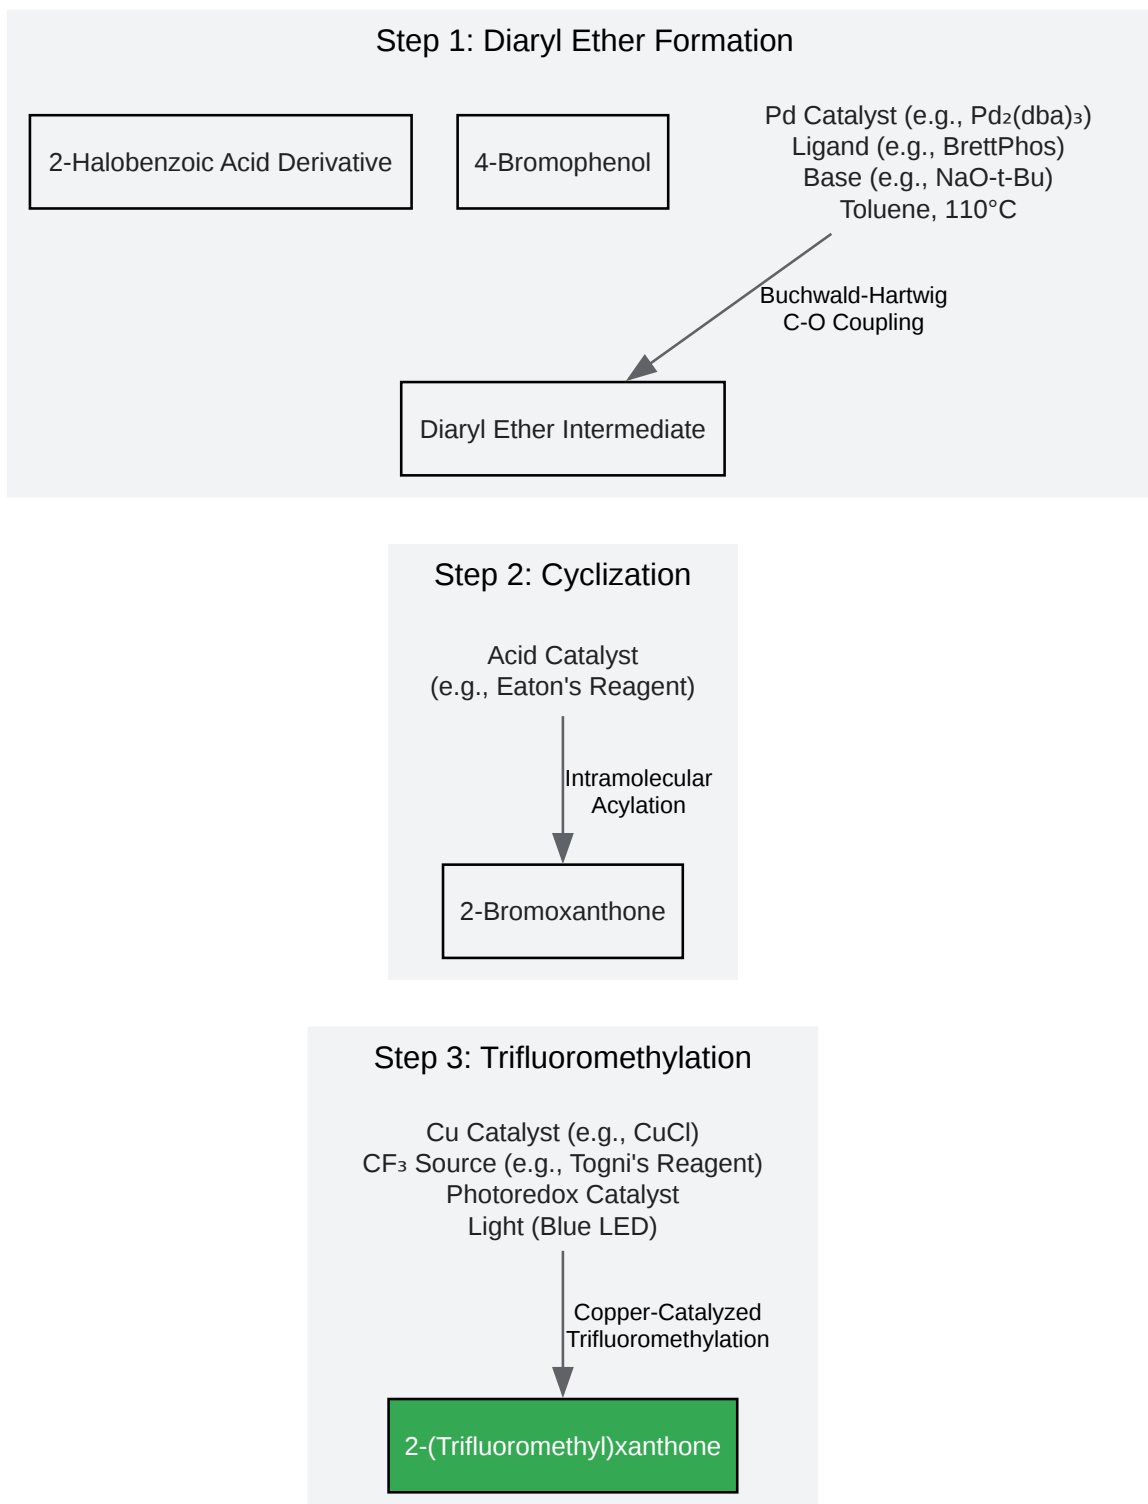 Step 1: Diaryl Ether Formation
2-Halobenzoic Acid Derivative
4-Bromophenol
Pd Catalyst (e.g., Pd₂(dba)₃)
Ligand (e.g., BrettPhos)
Base (e.g., NaO-t-Bu)
Toluene, 110°C
Buchwald-Hartwig
C-O Coupling
Diaryl Ether Intermediate
Step 2: Cyclization
Acid Catalyst
(e.g., Eaton's Reagent)
Intramolecular
Acylation
2-Bromoxanthone
Step 3: Trifluoromethylation
Cu Catalyst (e.g., CuCl)
CF₃ Source (e.g., Togni's Reagent)
Photoredox Catalyst
Light (Blue LED)
Copper-Catalyzed
Trifluoromethylation
2-(Trifluoromethyl)xanthone